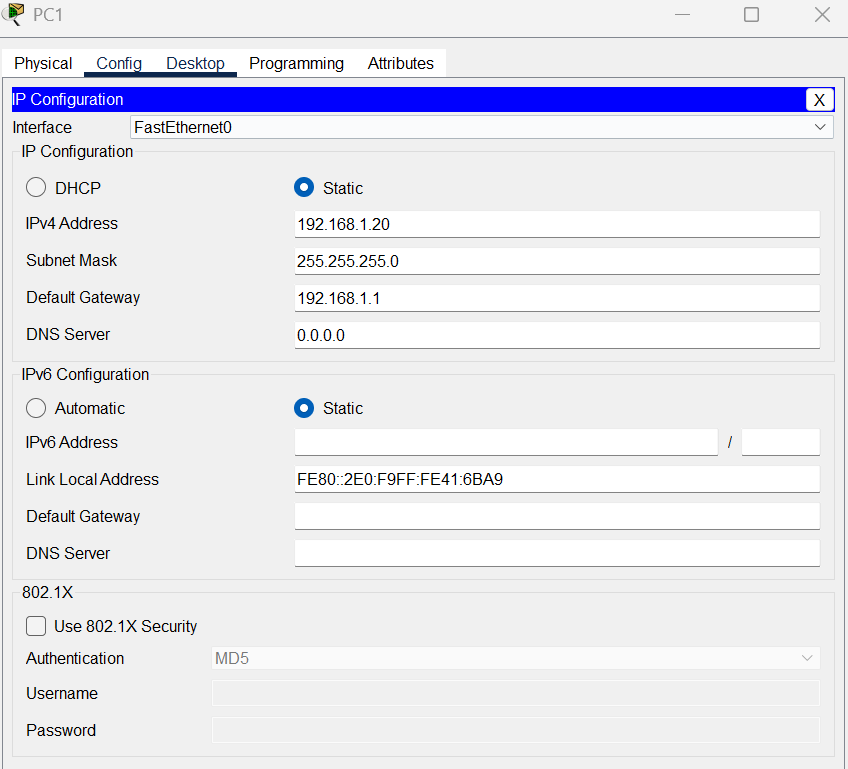 PC1
Physical Config Desktop Programming Attributes
IP Configuration X
Interface FastEthernet0
IP Configuration
DHCP Static
IPv4 Address 192.168.1.20
Subnet Mask 255.255.255.0
Default Gateway 192.168.1.1
DNS Server 0.0.0.0
IPv6 Configuration
Automatic Static
IPv6 Address /
Link Local Address FE80::2E0:F9FF:FE41:6BA9
Default Gateway
DNS Server
802.1X
Use 802.1X Security
Authentication MD5
Username
Password